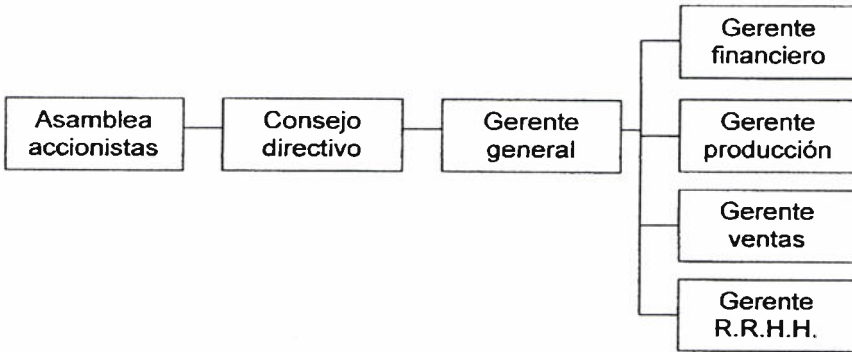 Asamblea
accionistas
Consejo
directivo
Gerente
general
Gerente
financiero
Gerente
producción
Gerente
ventas
Gerente
R.R.H.H.